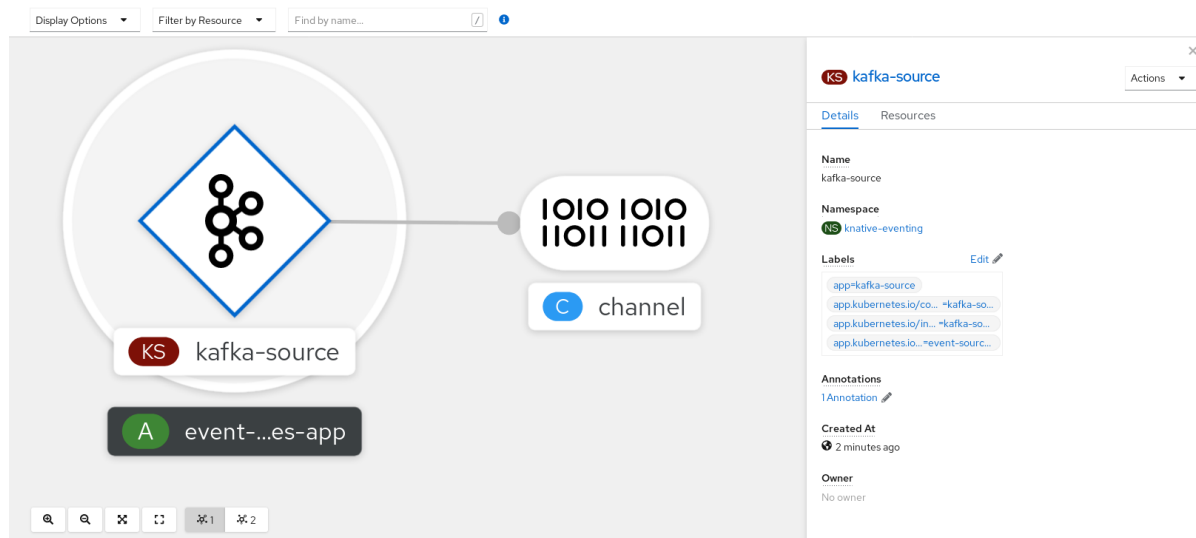 Display Options
Filter by Resource
Find by name...
/
KS kafka-source
Actions
Details
Resources
Name
kafka-source
Namespace
NS knative-eventing
Labels
Edit
app=kafka-source
app.kubernetes.io/co... =kafka-so...
app.kubernetes.io/in... =kafka-so...
app.kubernetes.io...=event-sourc...
Annotations
1 Annotation
Created At
2 minutes ago
Owner
No owner
1010 1010
11011 11011
C channel
KS kafka-source
A event-...es-app
1
2